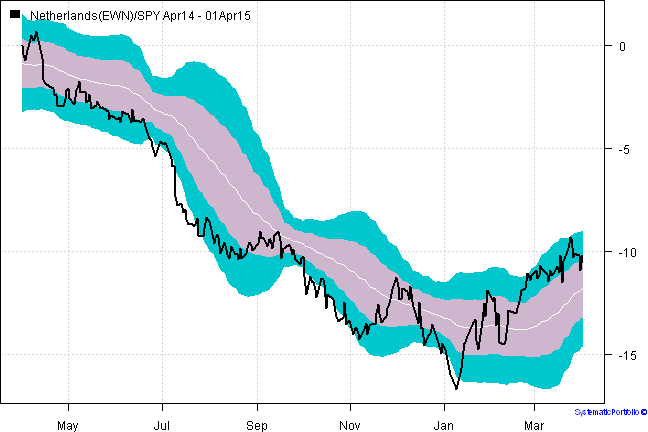 Netherlands(EWN)/SPY Apr14 - 01Apr15
0
-5
-10
-15
May Jul Sep Nov Jan Mar
SystematicPortfolio ©